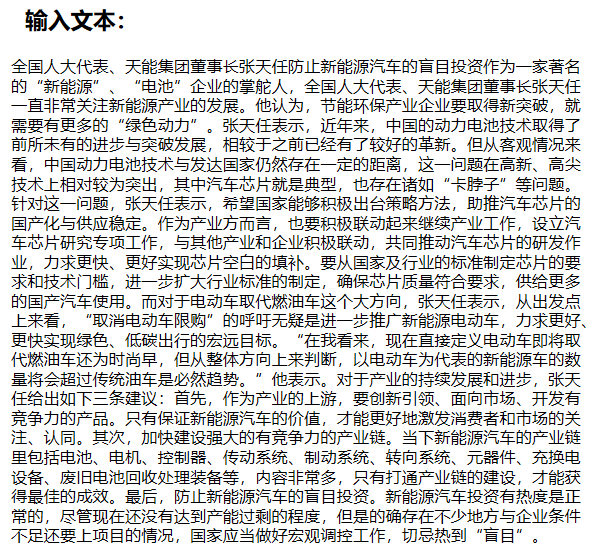 输入文本：
全国人大代表、天能集团董事长张天任防止新能源汽车的盲目投资作为一家著名
的“新能源”、“电池”企业的掌舵人，全国人大代表、天能集团董事长张天任
一直非常关注新能源产业的发展。他认为，节能环保产业企业要取得新突破，就
需要有更多的“绿色动力”。张天任表示，近年来，中国的动力电池技术取得了
前所未有的进步与突破发展，相较于之前已经有了较好的革新。但从客观情况来
看，中国动力电池技术与发达国家仍然存在一定的距离，这一问题在高新、高尖
技术上相对较为突出，其中汽车芯片就是典型，也存在诸如“卡脖子”等问题。
针对这一问题，张天任表示，希望国家能够积极出台策略方法，助推汽车芯片的
国产化与供应稳定。作为产业方而言，也要积极联动起来继续产业工作，设立汽
车芯片研究专项工作，与其他产业和企业积极联动，共同推动汽车芯片的研发作
业，力求更快、更好实现芯片空白的填补。要从国家及行业的标准制定芯片的要
求和技术门槛，进一步扩大行业标准的制定，确保芯片质量符合要求，供给更多
的国产汽车使用。而对于电动车取代燃油车这个大方向，张天任表示，从出发点
上来看，“取消电动车限购”的呼吁无疑是进一步推广新能源电动车，力求更好、
更快实现绿色、低碳出行的宏远目标。“在我看来，现在直接定义电动车即将取
代燃油车还为时尚早，但从整体方向上来判断，以电动车为代表的新能源车的数
量将会超过传统油车是必然趋势。”他表示。对于产业的持续发展和进步，张天
任给出如下三条建议：首先，作为产业的上游，要创新引领、面向市场、开发有
竞争力的产品。只有保证新能源汽车的价值，才能更好地激发消费者和市场的关
注、认同。其次，加快建设强大的有竞争力的产业链。当下新能源汽车的产业链
里包括电池、电机、控制器、传动系统、制动系统、转向系统、元器件、充换电
设备、废旧电池回收处理装备等，内容非常多，只有打通产业链的建设，才能获
得最佳的成效。最后，防止新能源汽车的盲目投资。新能源汽车投资有热度是正
常的，尽管现在还没有达到产能过剩的程度，但是的确存在不少地方与企业条件
不足还要上项目的情况，国家应当做好宏观调控工作，切忌热到“盲目”。